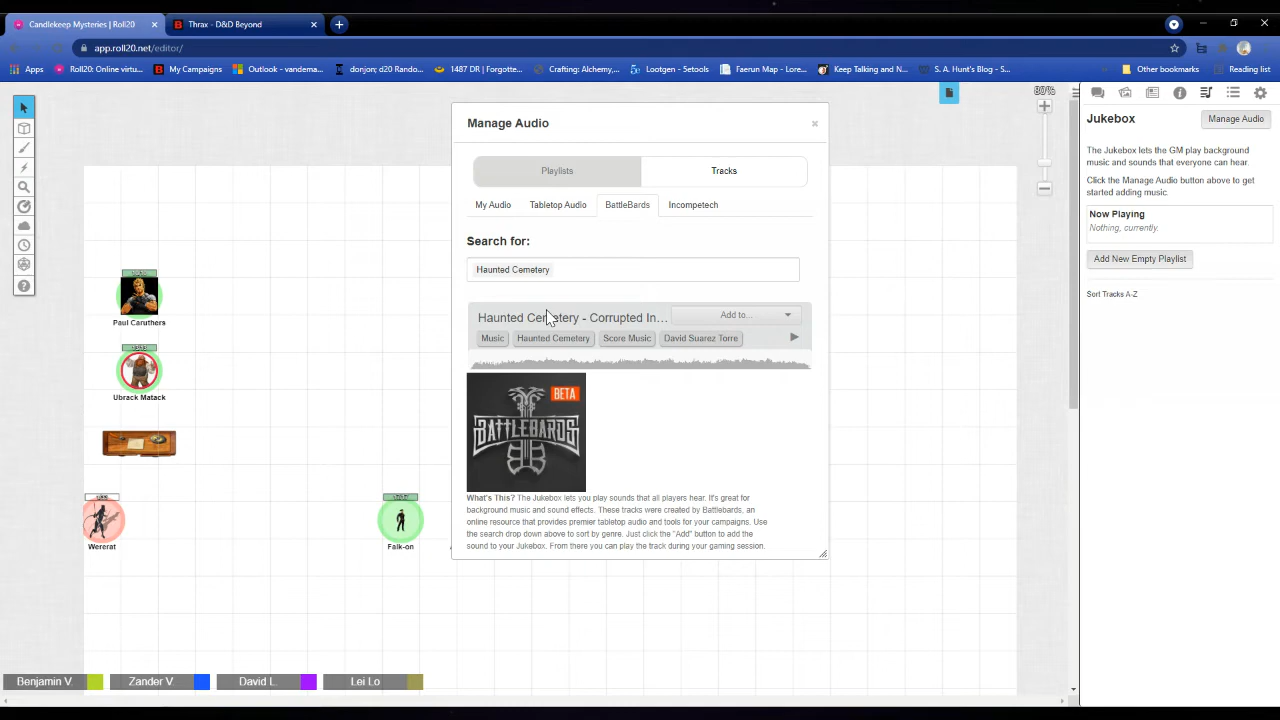 Candlekeep Mysteries | Roll20
Thrax - D&D Beyond
app.roll20.net/editor/
Apps
Roll20: Online virtu...
My Campaigns
Outlook - vandema...
donjon; d20 Rando...
1487 DR | Forgotte...
Crafting: Alchemy,...
Lootgen - 5etools
Faerun Map - Lore...
Keep Talking and N...
S. A. Hunt's Blog - S...
Other bookmarks
Reading list
80%
Manage Audio
Playlists
Tracks
My Audio
Tabletop Audio
BattleBards
Incompetech
Search for:
Haunted Cemetery
Haunted Cemetery - Corrupted In...
Add to...
Music
Haunted Cemetery
Score Music
David Suarez Torre
BETA
BATTLEBARDS
What's This? The Jukebox lets you play sounds that all players hear. It's great for
background music and sound effects. These tracks were created by Battlebards, an
online resource that provides premier tabletop audio and tools for your campaigns. Use
the search drop down above to sort by genre. Just click the "Add" button to add the
sound to your Jukebox. From there you can play the track during your gaming session.
Jukebox
Manage Audio
The Jukebox lets the GM play background
music and sounds that everyone can hear.
Click the Manage Audio button above to get
started adding music.
Now Playing
Nothing, currently.
Add New Empty Playlist
Sort Tracks A-Z
Paul Caruthers
Ubrack Matack
Wererat
Falk-on
Benjamin V.
Zander V.
David L.
Lei Lo